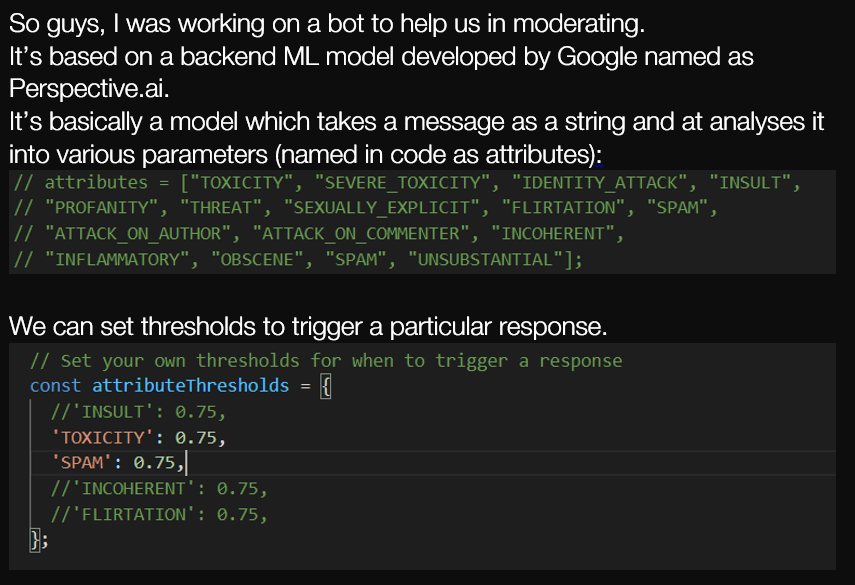 So guys, I was working on a bot to help us in moderating.
It’s based on a backend ML model developed by Google named as
Perspective.ai.
It’s basically a model which takes a message as a string and at analyses it
into various parameters (named in code as attributes):
// attributes = ["TOXICITY", "SEVERE_TOXICITY", "IDENTITY_ATTACK", "INSULT",
// "PROFANITY", "THREAT", "SEXUALLY_EXPLICIT", "FLIRTATION", "SPAM",
// "ATTACK_ON_AUTHOR", "ATTACK_ON_COMMENTER", "INCOHERENT",
// "INFLAMMATORY", "OBSCENE", "SPAM", "UNSUBSTANTIAL"];
We can set thresholds to trigger a particular response.
// Set your own thresholds for when to trigger a response
const attributeThresholds = {
//'INSULT': 0.75,
'TOXICITY': 0.75,
'SPAM': 0.75,
//'INCOHERENT': 0.75,
//'FLIRTATION': 0.75,
};